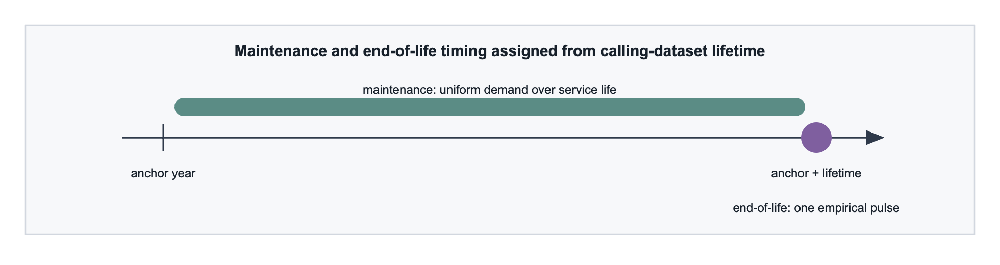 Maintenance and end-of-life timing assigned from calling-dataset lifetime
maintenance: uniform demand over service life
anchor year
anchor + lifetime
end-of-life: one empirical pulse